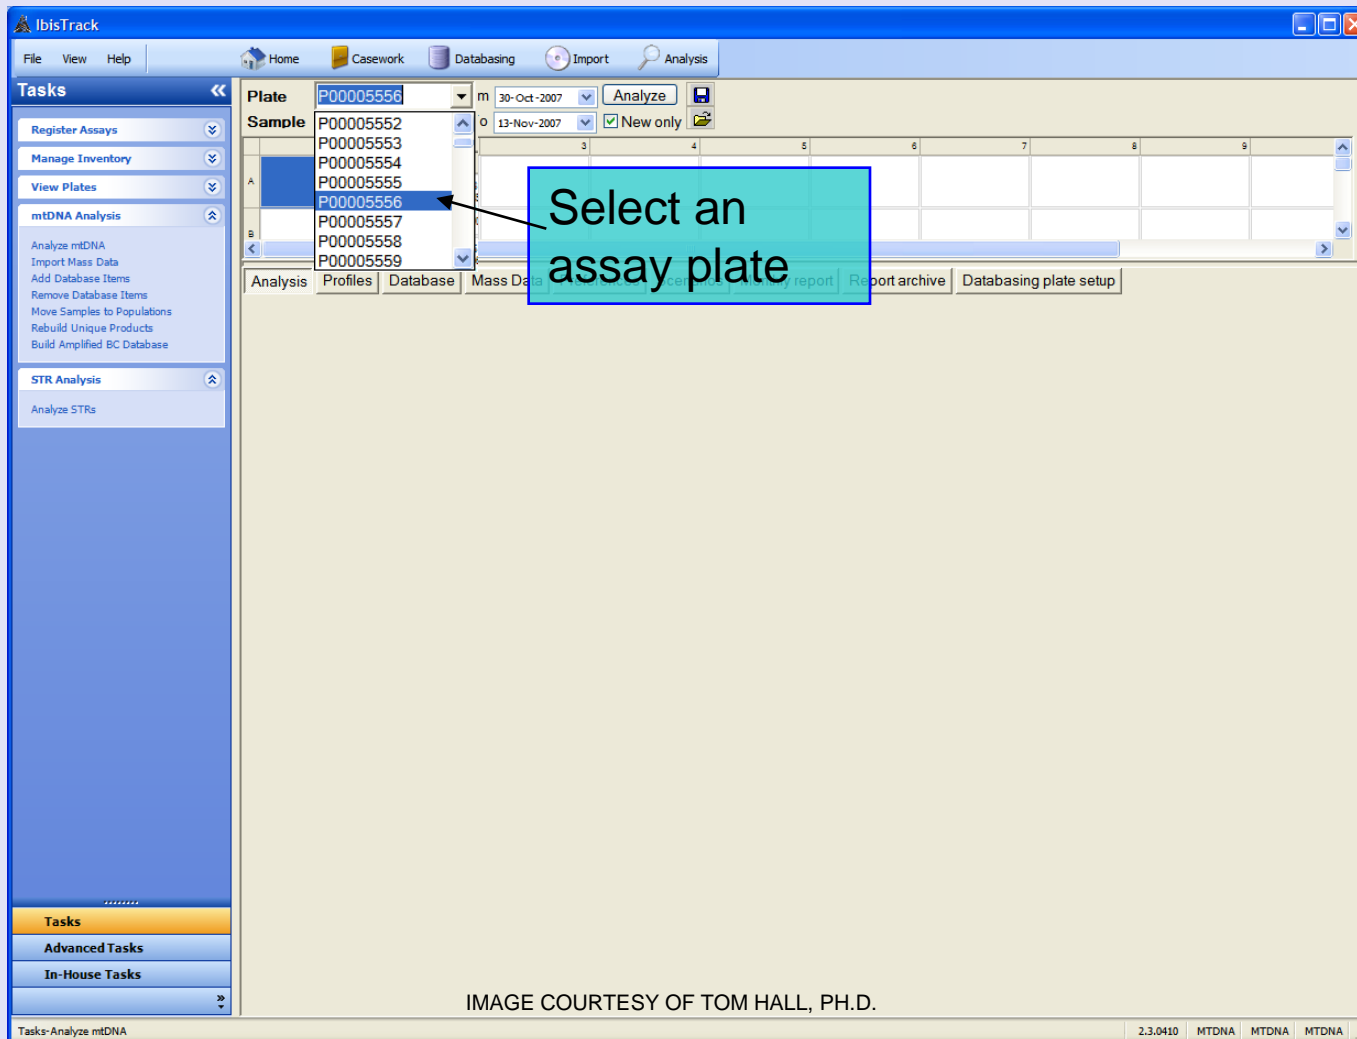 IbisTrack
File View Help Home Casework Databasing Import Analysis
Tasks
Register Assays
Manage Inventory
View Plates
mtDNA Analysis
Analyze mtDNA
Import Mass Data
Add Database Items
Remove Database Items
Move Samples to Populations
Rebuild Unique Products
Build Amplified BC Database
STR Analysis
Analyze STRs
Tasks
Advanced Tasks
In-House Tasks
Plate P00005556 m 30-Oct-2007 Analyze
Sample o 13-Nov-2007 New only
P00005552
P00005553
P00005554
P00005555
P00005556
P00005557
P00005558
P00005559
3 4 5 6 7 8 9
A
B
Select an
assay plate
Analysis Profiles Database Mass Data Preferences Scenarios Monthly report Report archive Databasing plate setup
IMAGE COURTESY OF TOM HALL, PH.D.
Tasks-Analyze mtDNA 2.3.0410 MTDNA MTDNA MTDNA